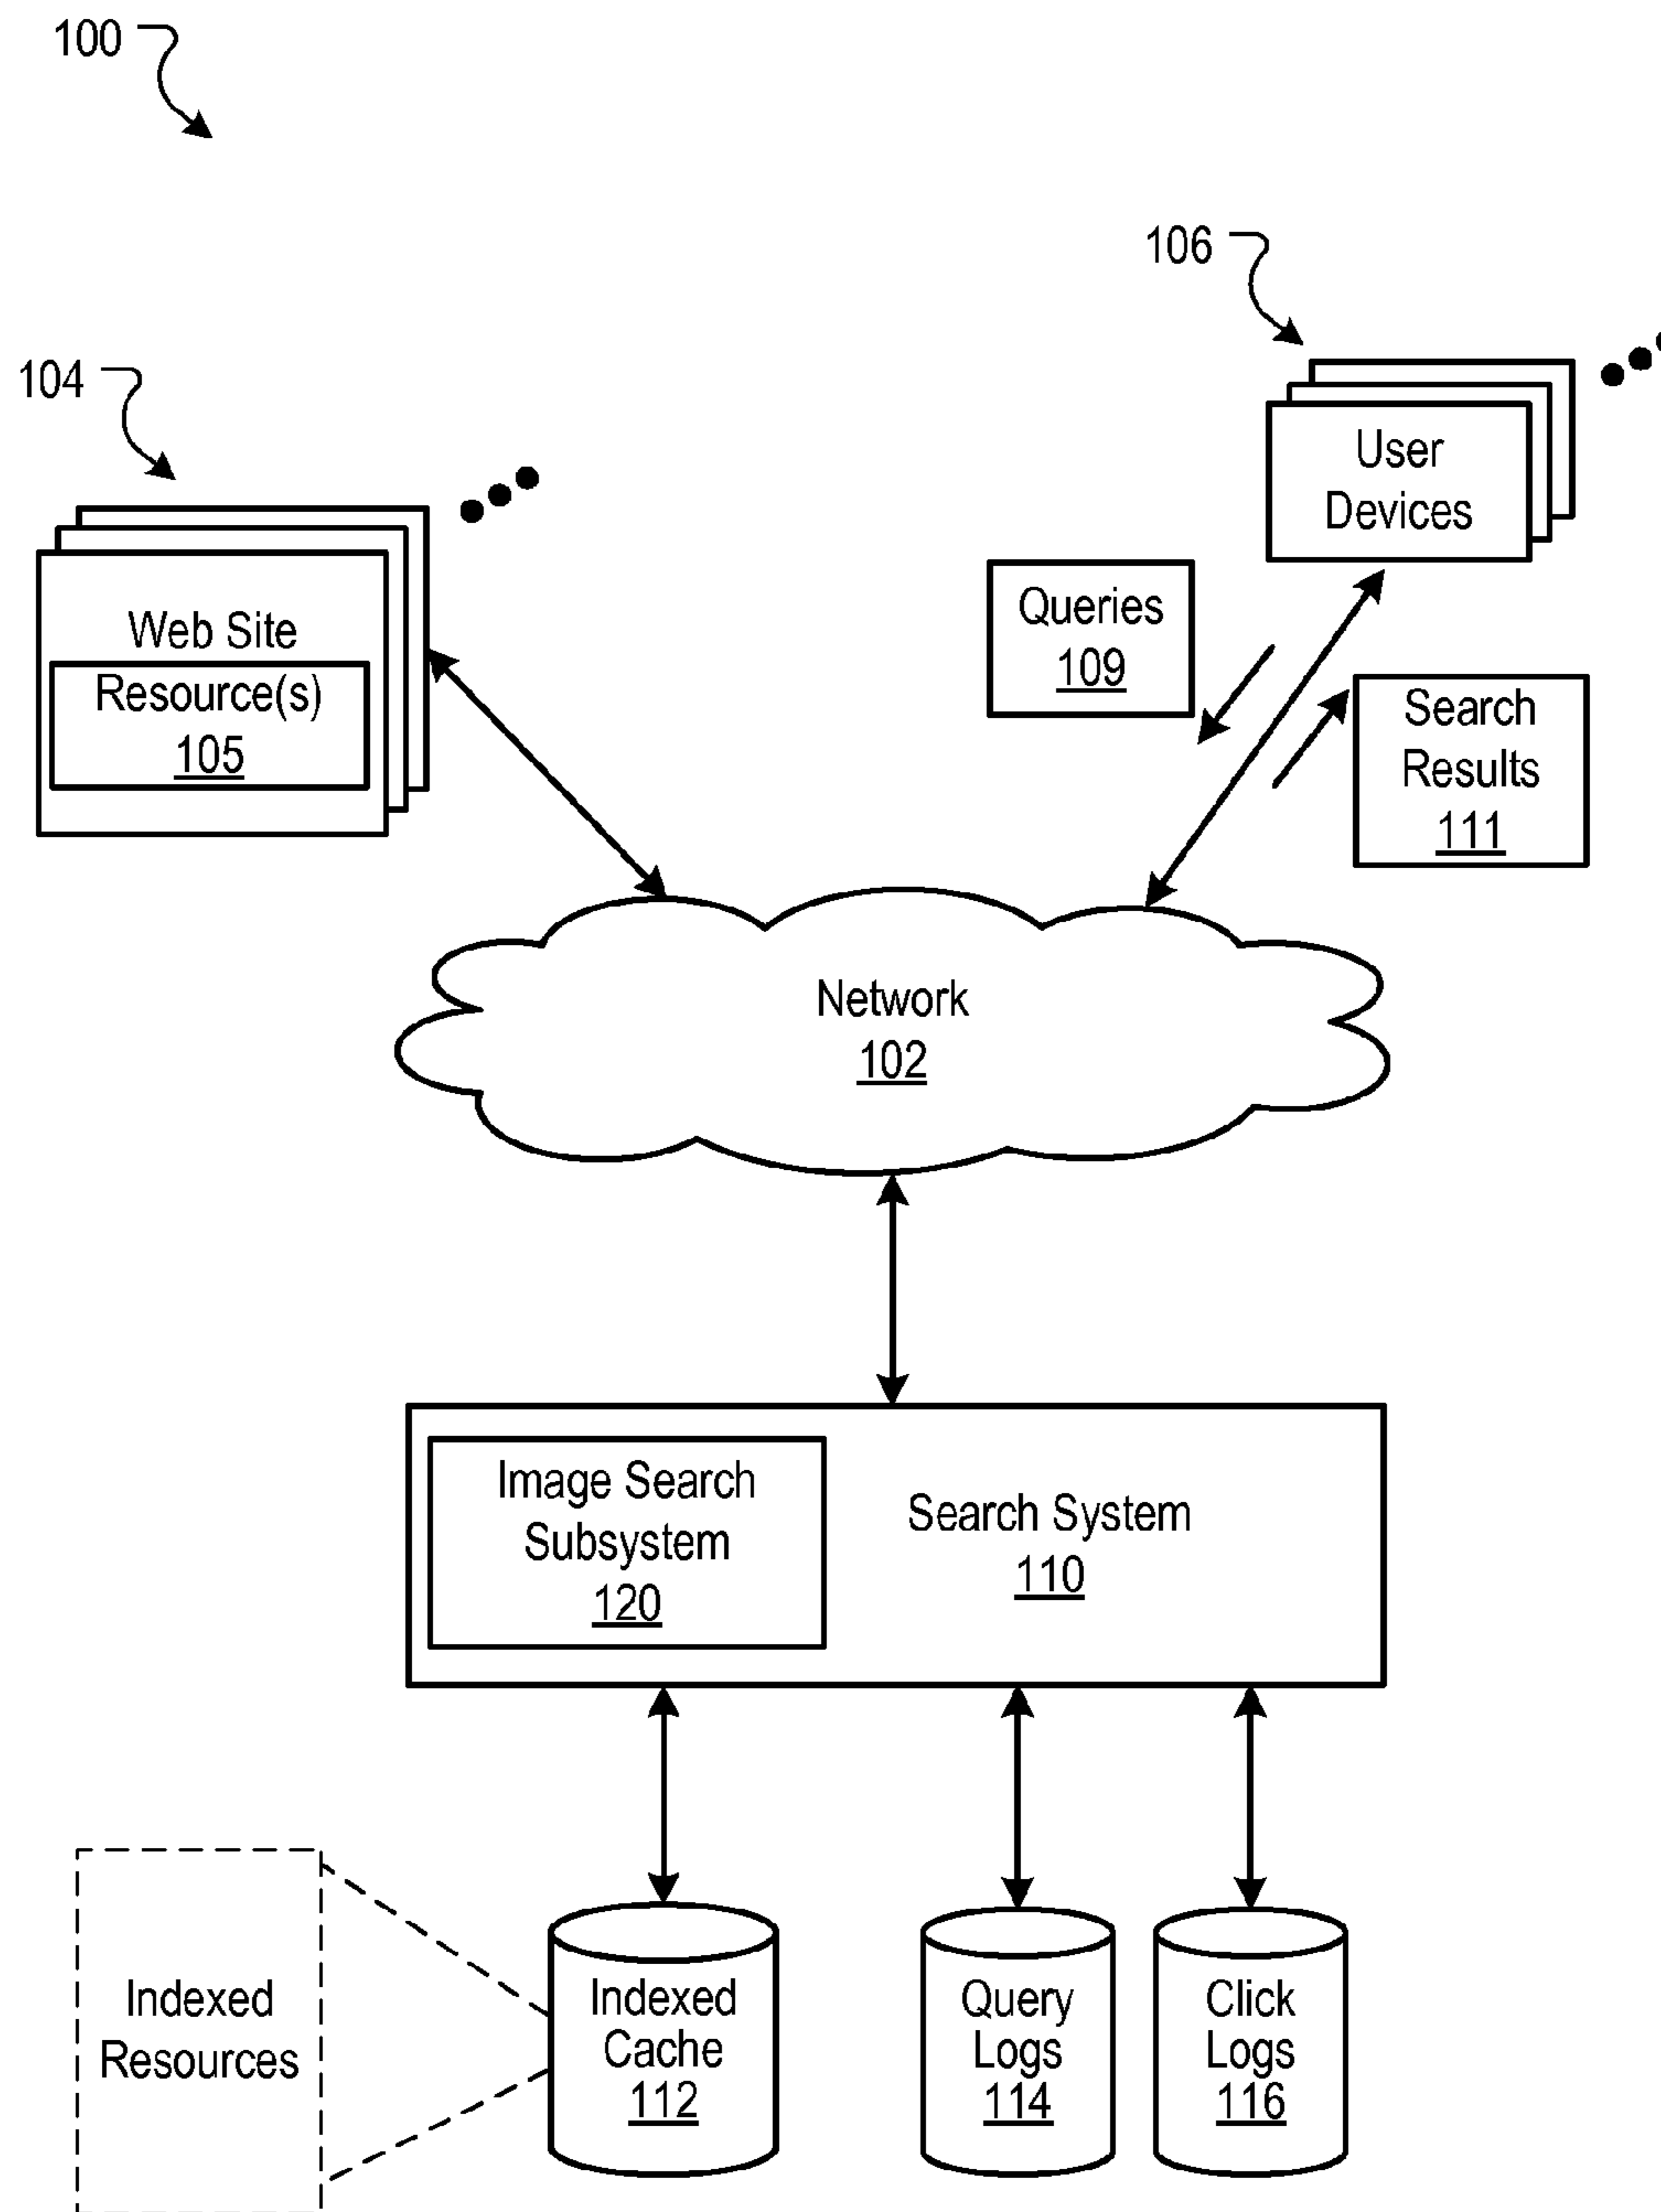 100
106
104
User
Devices
Queries
109
Web Site
Resource(s)
105
Search
Results
111
Network
102
Image Search
Subsystem
120
Search System
110
Indexed
Resources
Indexed
Cache
112
Query
Logs
114
Click
Logs
116